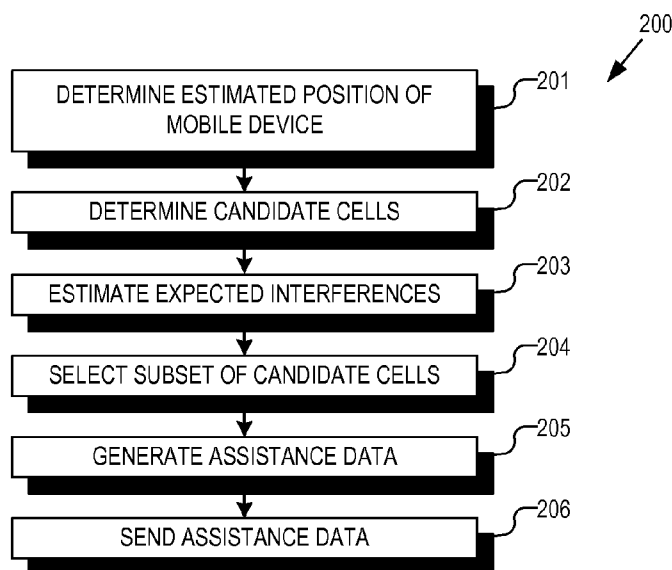 200
DETERMINE ESTIMATED POSITION OF
MOBILE DEVICE
201
DETERMINE CANDIDATE CELLS
202
ESTIMATE EXPECTED INTERFERENCES
203
SELECT SUBSET OF CANDIDATE CELLS
204
GENERATE ASSISTANCE DATA
205
SEND ASSISTANCE DATA
206